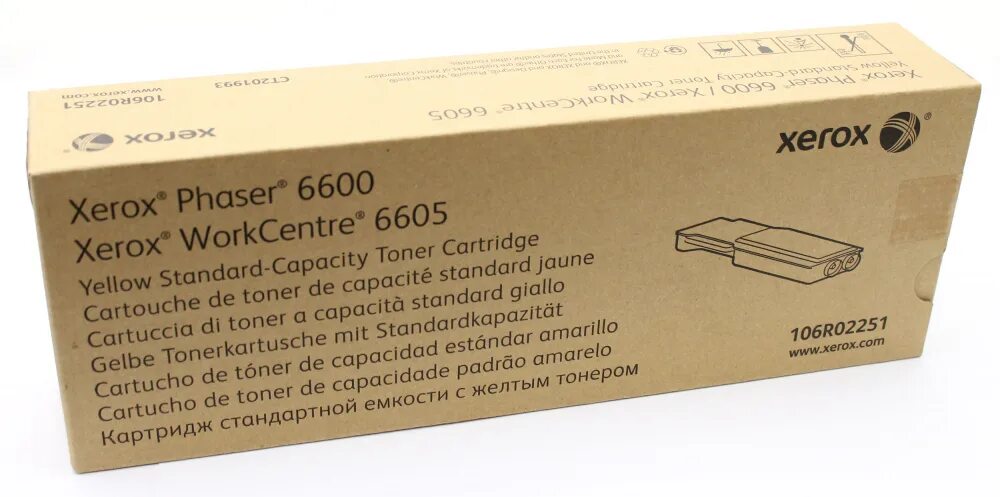 Xerox® Phaser® 6600 / Xerox® WorkCentre® 6605
Yellow Standard-Capacity Toner Cartridge
CT201993
106R02251
www.xerox.com
xerox
xerox
Xerox® Phaser® 6600
Xerox® WorkCentre® 6605
Yellow Standard-Capacity Toner Cartridge
Cartouche de toner de capacité standard jaune
Cartuccia di toner a capacità standard giallo
Gelbe Tonerkartusche mit Standardkapazität
Cartucho de tóner de capacidad estándar amarillo
Cartucho de toner de capacidade padrão amarelo
Картридж стандартной емкости с желтым тонером
106R02251
www.xerox.com